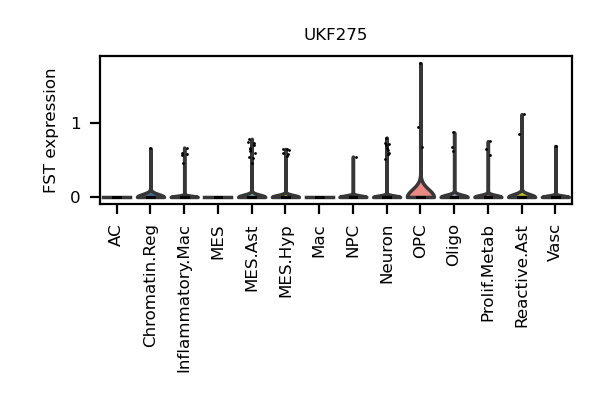 UKF275
FST expression
1
0
AC
Chromatin.Reg
Inflammatory.Mac
MES
MES.Ast
MES.Hyp
Mac
NPC
Neuron
OPC
Oligo
Prolif.Metab
Reactive.Ast
Vasc